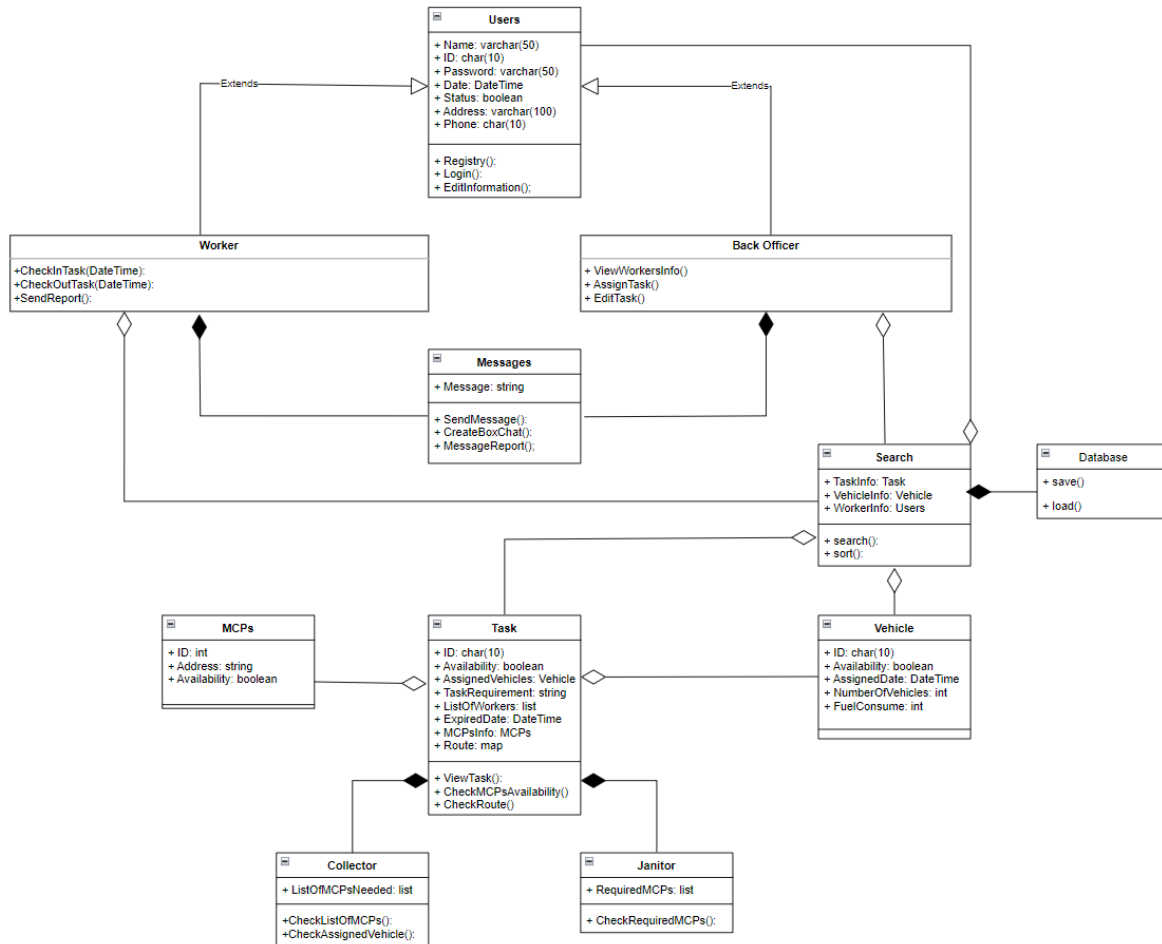 Users
+ Name: varchar(50)
+ ID: char(10)
+ Password: varchar(50)
+ Date: DateTime
+ Status: boolean
+ Address: varchar(100)
+ Phone: char(10)
+ Registry():
+ Login():
+ EditInformation();
Extends
Extends
Worker
+CheckInTask(DateTime):
+CheckOutTask(DateTime):
+SendReport():
Back Officer
+ ViewWorkersInfo()
+ AssignTask()
+ EditTask()
Messages
+ Message: string
+ SendMessage():
+ CreateBoxChat():
+ MessageReport();
Search
+ TaskInfo: Task
+ VehicleInfo: Vehicle
+ WorkerInfo: Users
+ search():
+ sort():
Database
+ save()
+ load()
MCPs
+ ID: int
+ Address: string
+ Availability: boolean
Task
+ ID: char(10)
+ Availability: boolean
+ AssignedVehicles: Vehicle
+ TaskRequirement: string
+ ListOfWorkers: list
+ ExpiredDate: DateTime
+ MCPsInfo: MCPs
+ Route: map
+ ViewTask():
+ CheckMCPsAvailability()
+ CheckRoute()
Vehicle
+ ID: char(10)
+ Availability: boolean
+ AssignedDate: DateTime
+ NumberOfVehicles: int
+ FuelConsume: int
Collector
+ ListOfMCPsNeeded: list
+CheckListOfMCPs():
+CheckAssignedVehicle():
Janitor
+ RequiredMCPs: list
+ CheckRequiredMCPs():